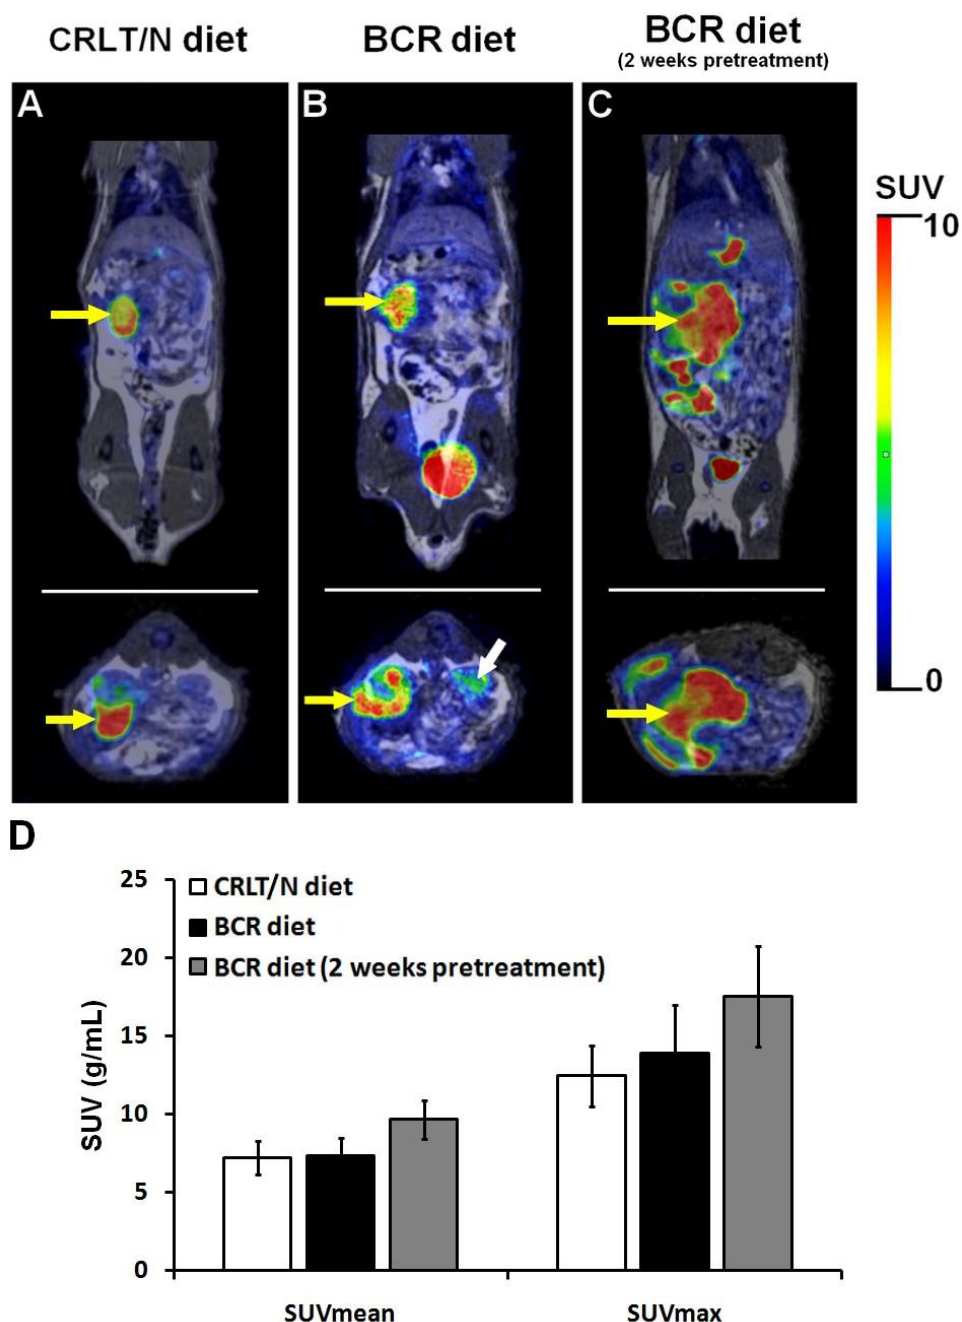 CRLT/N diet
BCR diet
BCR diet
(2 weeks pretreatment)
A
B
C
SUV
10
0
D
25
20
15
10
5
0
SUV (g/mL)
CRLT/N diet
BCR diet
BCR diet (2 weeks pretreatment)
SUVmean
SUVmax